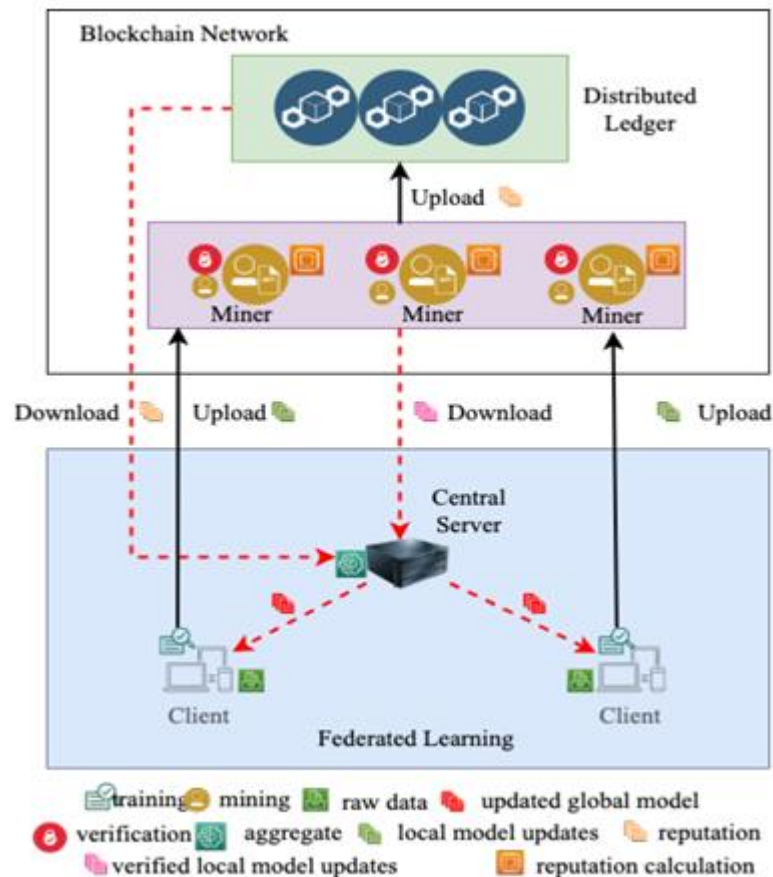 Blockchain Network
Distributed
Ledger
Upload
Miner
Miner
Miner
Download
Upload
Download
Upload
Central
Server
Client
Client
Federated Learning
training
mining
raw data
updated global model
verification
aggregate
local model updates
reputation
verified local model updates
reputation calculation